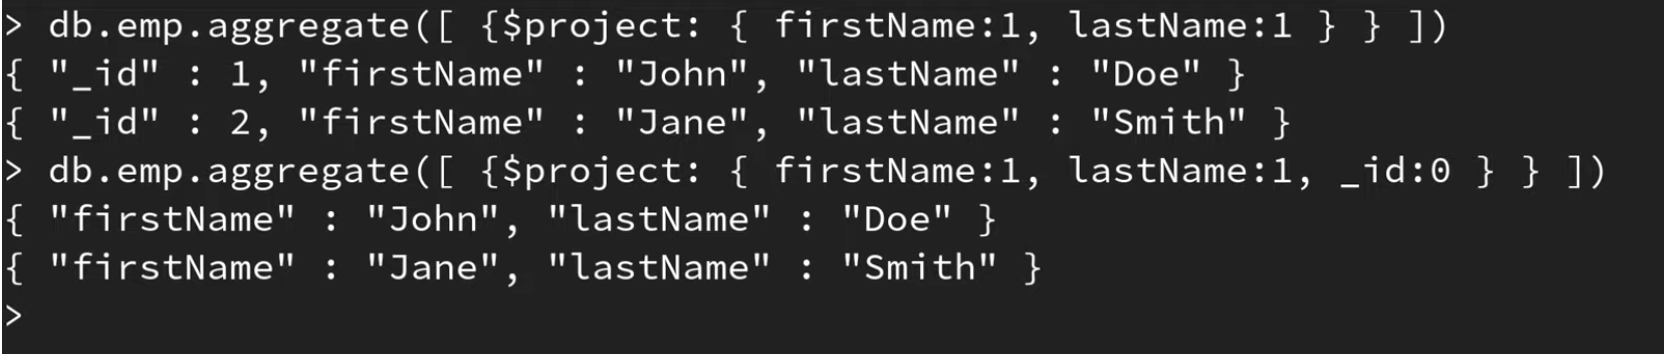 > db.emp.aggregate([ {$project: { firstName:1, lastName:1 } } ])
{ "_id" : 1, "firstName" : "John", "lastName" : "Doe" }
{ "_id" : 2, "firstName" : "Jane", "lastName" : "Smith" }
> db.emp.aggregate([ {$project: { firstName:1, lastName:1, _id:0 } } ])
{ "firstName" : "John", "lastName" : "Doe" }
{ "firstName" : "Jane", "lastName" : "Smith" }
>